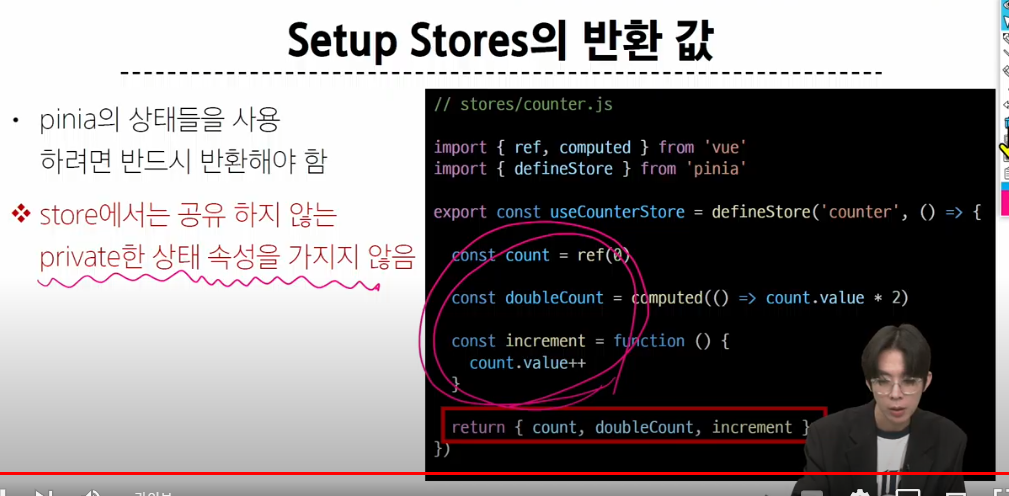 Setup Stores의 반환 값
• pinia의 상태들을 사용
하려면 반드시 반환해야 함
❖ store에서는 공유 하지 않는
private한 상태 속성을 가지지 않음
// stores/counter.js
import { ref, computed } from 'vue'
import { defineStore } from 'pinia'
export const useCounterStore = defineStore('counter', () => {
const count = ref(0)
const doubleCount = computed(() => count.value * 2)
const increment = function () {
count.value++
}
return { count, doubleCount, increment }
})